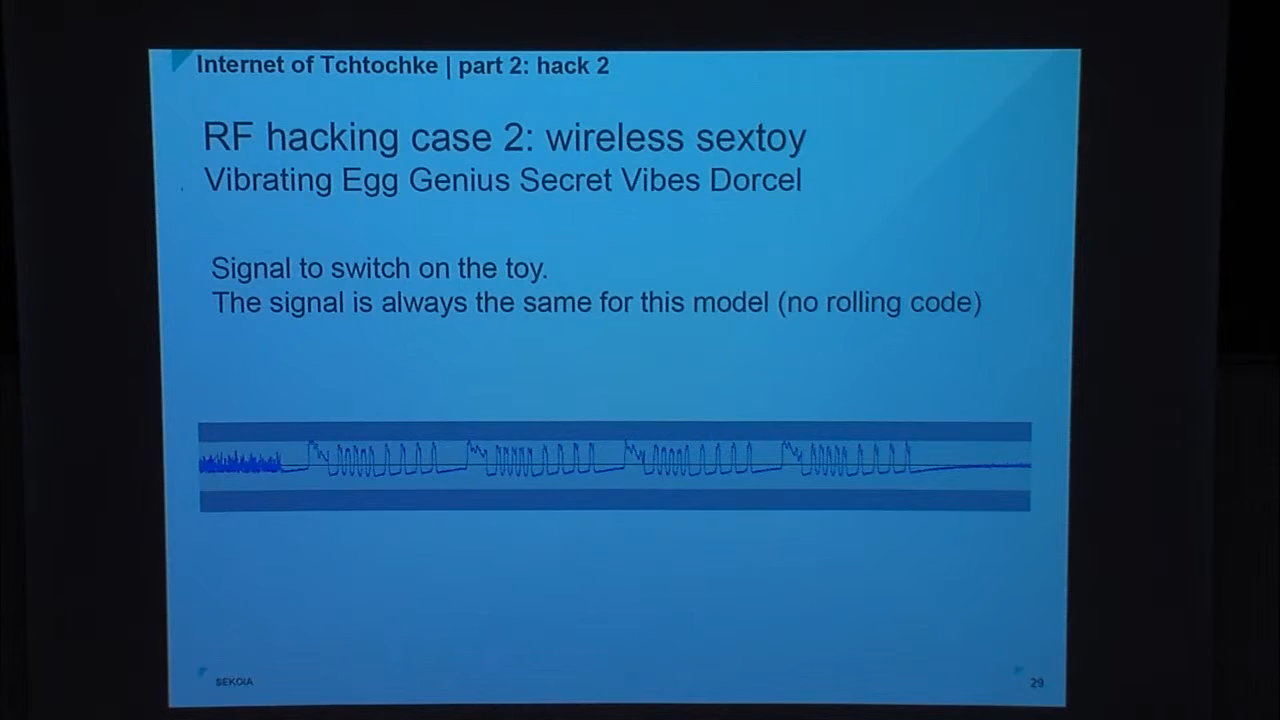 Internet of Tchtochke | part 2: hack 2
RF hacking case 2: wireless sextoy
Vibrating Egg Genius Secret Vibes Dorcel
Signal to switch on the toy.
The signal is always the same for this model (no rolling code)
SEKOIA
29